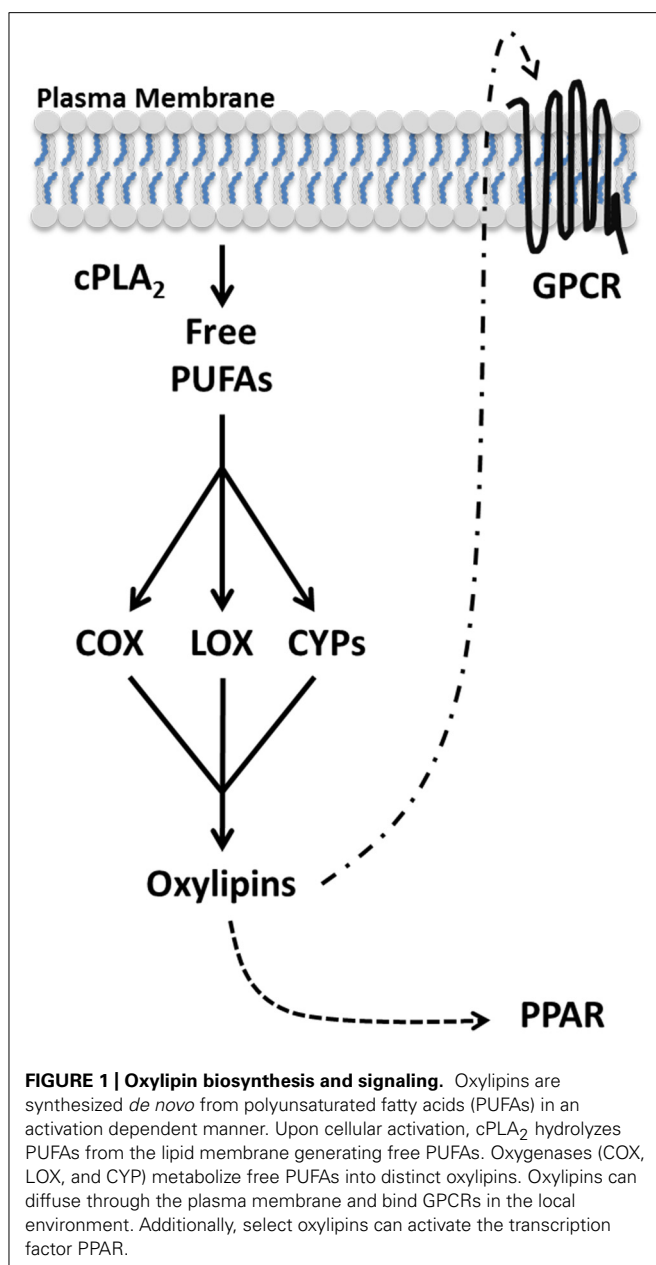 Plasma Membrane
cPLA₂
GPCR
Free
PUFAs
COX LOX CYPs
Oxylipins
PPAR
FIGURE 1 | Oxylipin biosynthesis and signaling. Oxylipins are
synthesized de novo from polyunsaturated fatty acids (PUFAs) in an
activation dependent manner. Upon cellular activation, cPLA₂ hydrolyzes
PUFAs from the lipid membrane generating free PUFAs. Oxygenases (COX,
LOX, and CYP) metabolize free PUFAs into distinct oxylipins. Oxylipins can
diffuse through the plasma membrane and bind GPCRs in the local
environment. Additionally, select oxylipins can activate the transcription
factor PPAR.